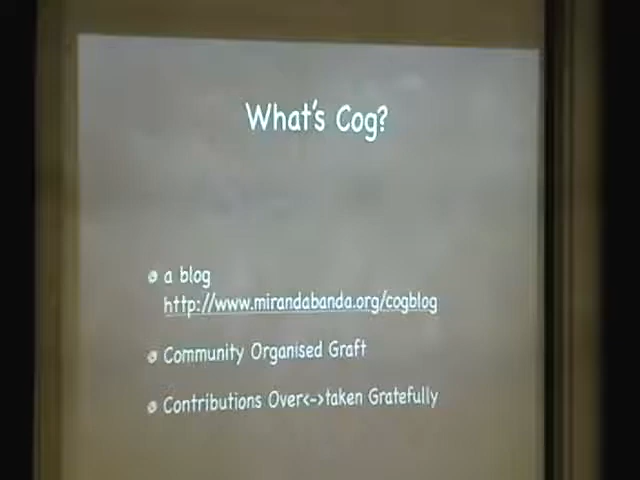 What's Cog?
a blog
http://www.mirandabanda.org/cogblog
Community Organised Graft
Contributions Over<->taken Gratefully